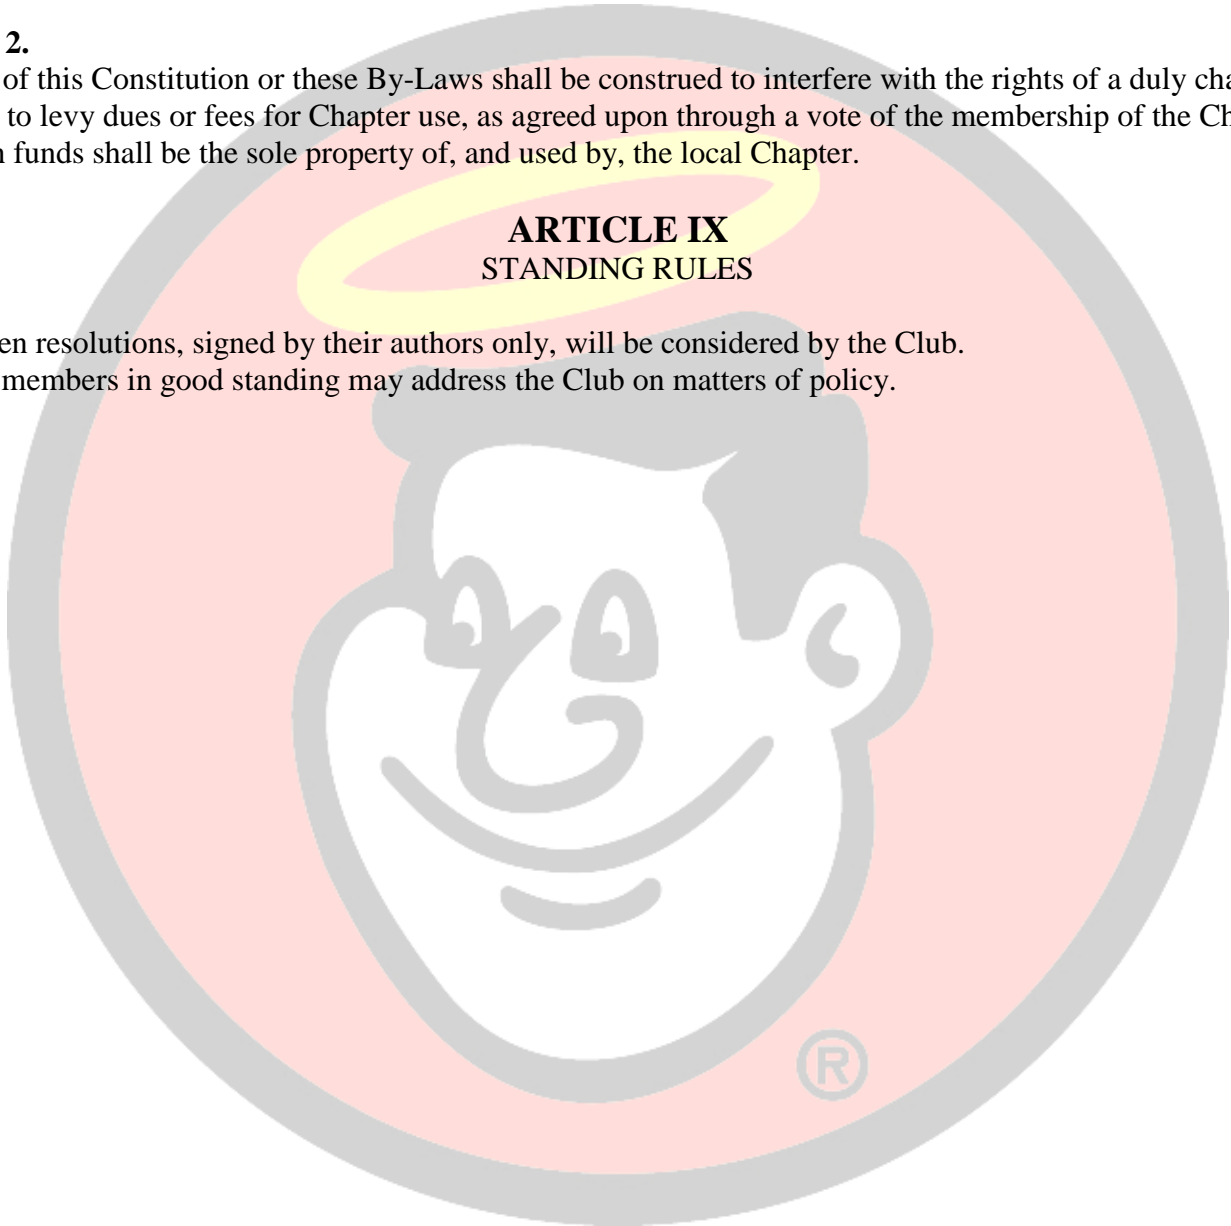 2.
of this Constitution or these By-Laws shall be construed to interfere with the rights of a duly cha
to levy dues or fees for Chapter use, as agreed upon through a vote of the membership of the Ch
funds shall be the sole property of, and used by, the local Chapter.
ARTICLE IX
STANDING RULES
en resolutions, signed by their authors only, will be considered by the Club.
members in good standing may address the Club on matters of policy.
®